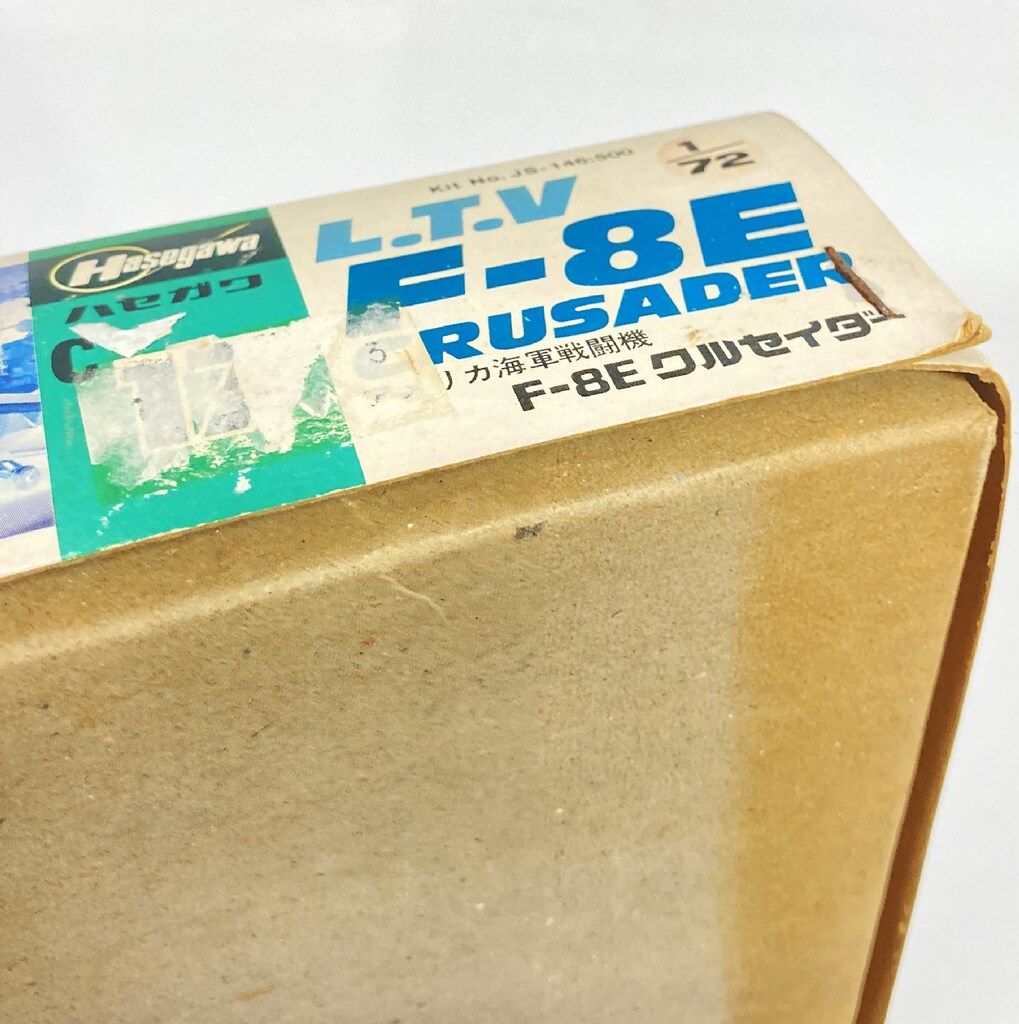 Kit No. JS-146:500
1/72
L.T.V
F-8E
RUSADER
リカ海軍戦闘機
F-8E クルセイダー
Hasegawa
ハセガワ
C